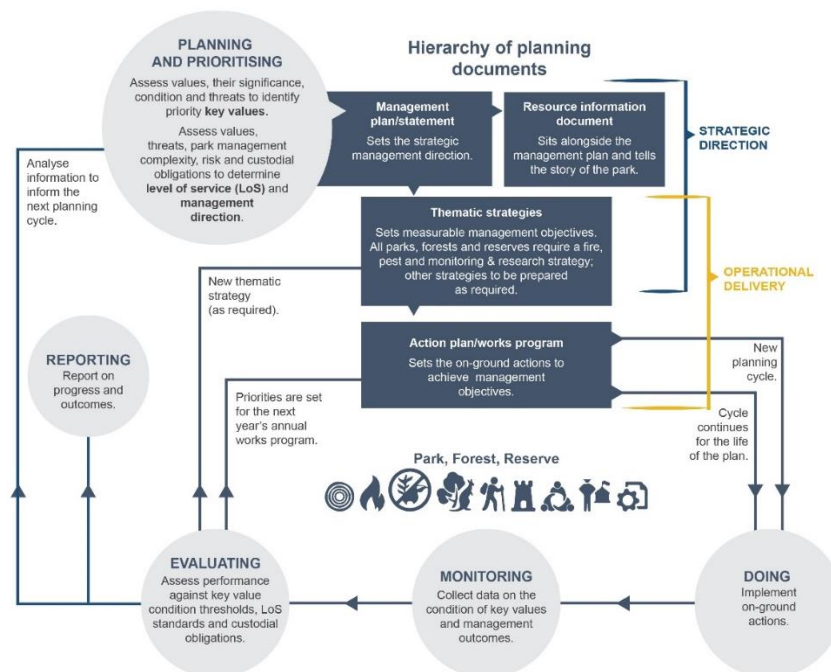 PLANNING
AND PRIORITISING
Assess values, their significance,
condition and threats to identify
priority key values.
Assess values,
threats, park management
complexity, risk and custodial
obligations to determine
level of service (LoS) and
management
direction.
Hierarchy of planning
documents
Management
plan/statement
Sets the strategic
management direction.
Resource information
document
Sits alongside the
management plan and tells
the story of the park.
STRATEGIC
DIRECTION
Analyse
information to
inform the
next planning
cycle.
Thematic strategies
Sets measurable management objectives.
All parks, forests and reserves require a fire,
pest and monitoring & research strategy;
other strategies to be prepared
as required.
OPERATIONAL
DELIVERY
New thematic
strategy
(as required).
Action plan/works program
Sets the on-ground actions to
achieve management
objectives.
REPORTING
Report on
progress and
outcomes.
New
planning
cycle.
Priorities are set
for the next
year's annual
works program.
Cycle
continues
for the life
of the plan.
Park, Forest, Reserve
EVALUATING
Assess performance
against key value
condition thresholds, LoS
standards and custodial
obligations.
MONITORING
Collect data on the
condition of key values
and management
outcomes.
DOING
Implement
on-ground
actions.